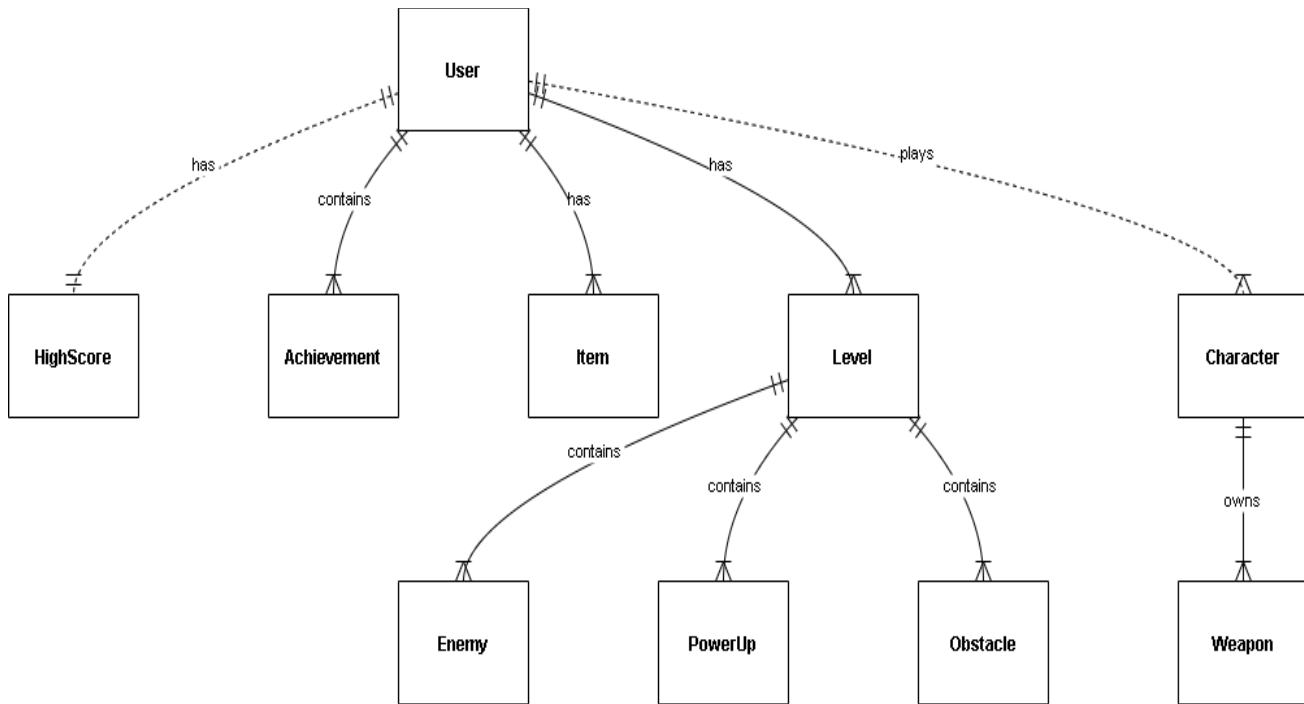 User
has
contains
has
has
plays
HighScore
Achievement
Item
Level
Character
contains
contains
contains
owns
Enemy
PowerUp
Obstacle
Weapon